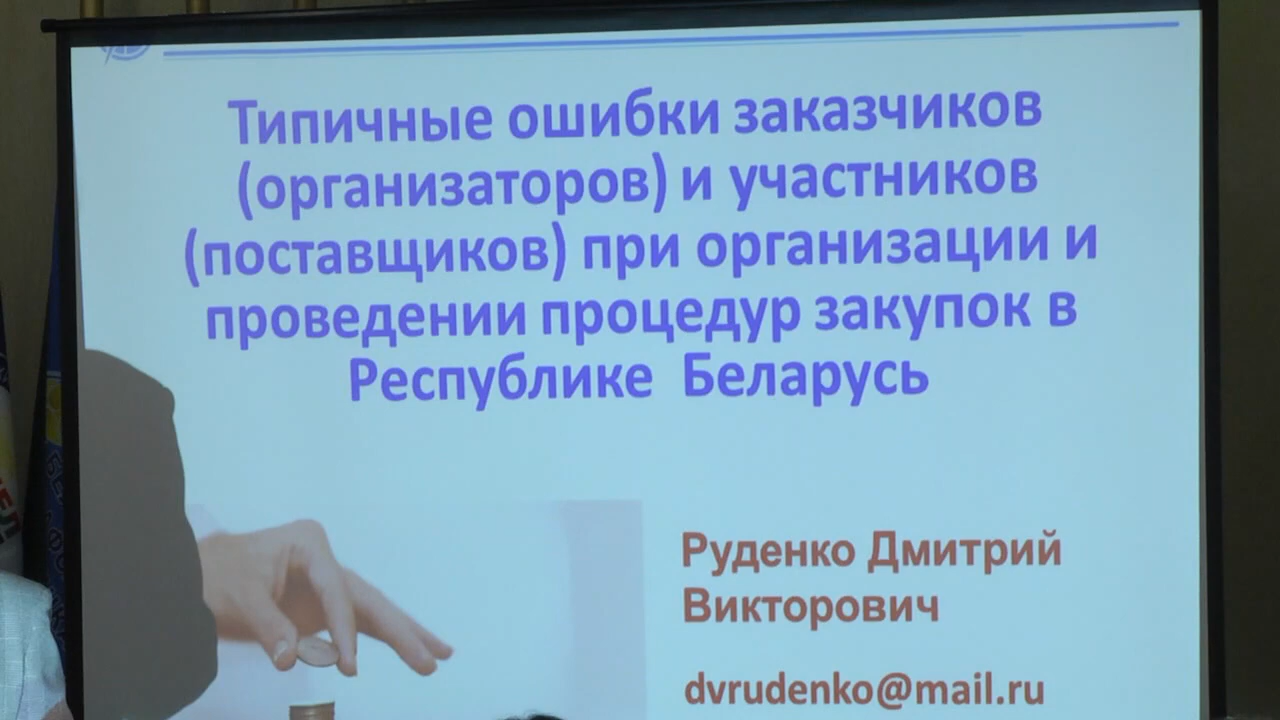 Типичные ошибки заказчиков
(организаторов) и участников
(поставщиков) при организации и
проведении процедур закупок в
Республике Беларусь
Руденко Дмитрий
Викторович
dvrudenko@mail.ru